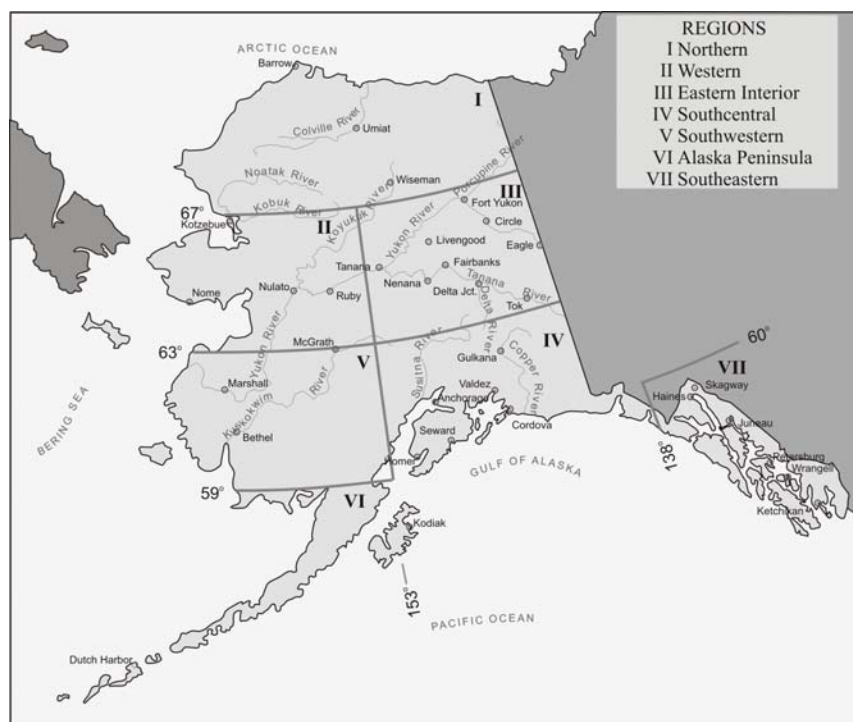 REGIONS
I Northern
II Western
III Eastern Interior
IV Southcentral
V Southwestern
VI Alaska Peninsula
VII Southeastern
ARCTIC OCEAN
Barrow
I
Colville River
Umiat
Noatak River
Wiseman
Porcupine River
III
Kobuk River
Koyukuk River
Fort Yukon
67°
Kotzebue
II
Yukon River
Circle
Livengood
Eagle
Tanana
Fairbanks
Nome
Nulato
Ruby
Nenana
Delta Jct.
Tanana River
Delta River
Tok
Yukon River
63°
McGrath
V
Susitna River
IV
Gulkana
Copper River
60°
VII
Marshall
Kuskokwim River
Valdez
Anchorage
Skagway
Haines
BERING SEA
Bethel
Seward
Cordova
Juneau
138°
Homer
GULF OF ALASKA
Petersburg
Wrangell
59°
VI
Ketchikan
Kodiak
153°
PACIFIC OCEAN
Dutch Harbor